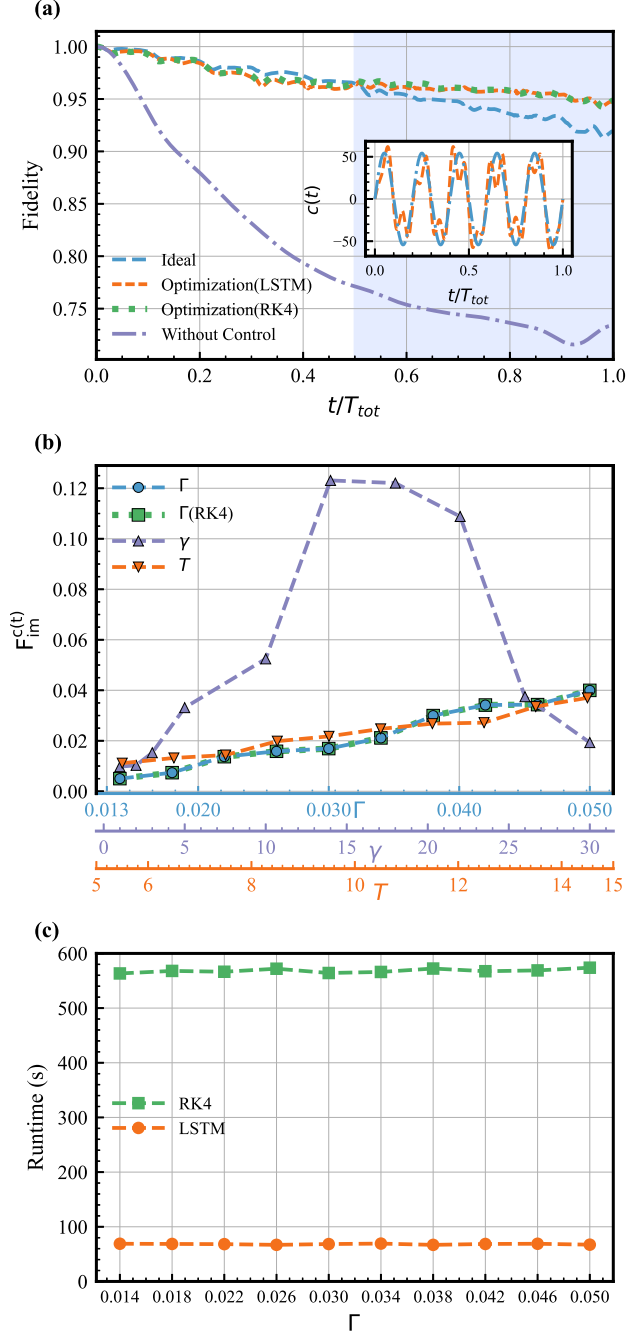 (a)
1.00
0.95
0.90
0.85
0.80
0.75
Fidelity
Ideal
Optimization(LSTM)
Optimization(RK4)
Without Control
50
0
−50
c(t)
0.0 0.5 1.0
t/T_tot
0.0 0.2 0.4 0.6 0.8 1.0
t/T_tot
(b)
0.12
0.10
0.08
0.06
0.04
0.02
0.00
F_im^c(t)
Γ
Γ(RK4)
γ
T
0.013 0.020 0.030 Γ 0.040 0.050
0 5 10 15 γ 20 25 30
5 6 8 10 T 12 14 15
(c)
600
500
400
300
200
100
0
Runtime (s)
RK4
LSTM
0.014 0.018 0.022 0.026 0.030 0.034 0.038 0.042 0.046 0.050
Γ